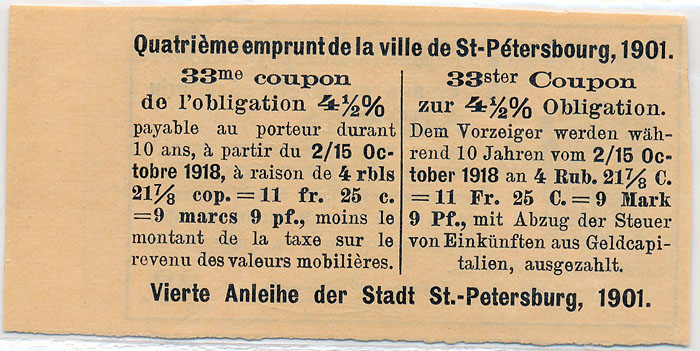 Quatrième emprunt de la ville de St-Pétersbourg, 1901.
33me coupon
de l'obligation 4½%
payable au porteur durant
10 ans, à partir du 2/15 Oc-
tobre 1918, à raison de 4 rbls
21⅞ cop. = 11 fr. 25 c.
= 9 marcs 9 pf., moins le
montant de la taxe sur le
revenu des valeurs mobilières.
33ster Coupon
zur 4½% Obligation.
Dem Vorzeiger werden wäh-
rend 10 Jahren vom 2/15 Oc-
tober 1918 an 4 Rub. 21⅞ C.
= 11 Fr. 25 C. = 9 Mark
9 Pf., mit Abzug der Steuer
von Einkünften aus Geldcapi-
talien, ausgezahlt.
Vierte Anleihe der Stadt St.-Petersburg, 1901.